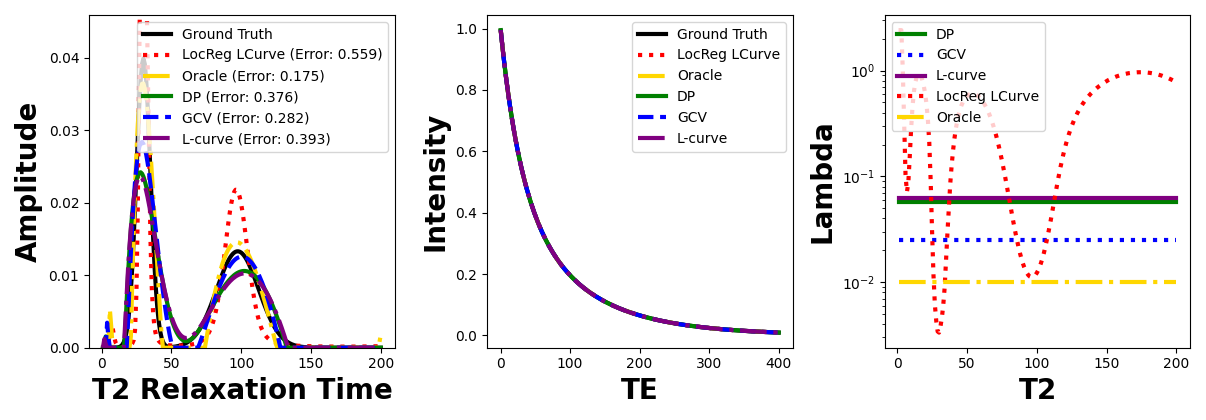 Amplitude
0.04
0.03
0.02
0.01
0.00
Ground Truth
LocReg LCurve (Error: 0.559)
Oracle (Error: 0.175)
DP (Error: 0.376)
GCV (Error: 0.282)
L-curve (Error: 0.393)
0 50 100 150 200
T2 Relaxation Time
Intensity
1.0
0.8
0.6
0.4
0.2
0.0
Ground Truth
LocReg LCurve
Oracle
DP
GCV
L-curve
0 100 200 300 400
TE
Lambda
10⁰
10⁻¹
10⁻²
DP
GCV
L-curve
LocReg LCurve
Oracle
0 50 100 150 200
T2